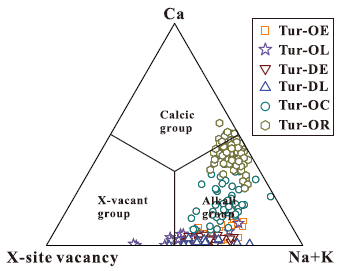 Ca
Tur-OE
Tur-OL
Tur-DE
Tur-DL
Tur-OC
Tur-OR
Calcic
group
X-vacant
group
Alkali
group
X-site vacancy
Na+K